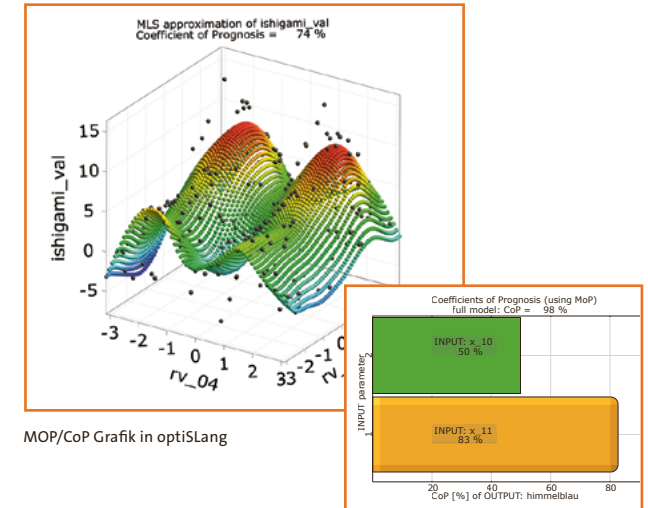 MLS approximation of ishigami_val
Coefficient of Prognosis = 74 %
ishigami_val
15
10
5
0
-5
-3
-2
-1
0
1
2
3
rv_04
3
-2
-1
0
Coefficients of Prognosis (using MoP)
full model: CoP = 98 %
INPUT parameter
2
1
INPUT: x_10
50 %
INPUT: x_11
83 %
20
40
60
80
CoP [%] of OUTPUT: himmelblau
MOP/CoP Grafik in optiSLang